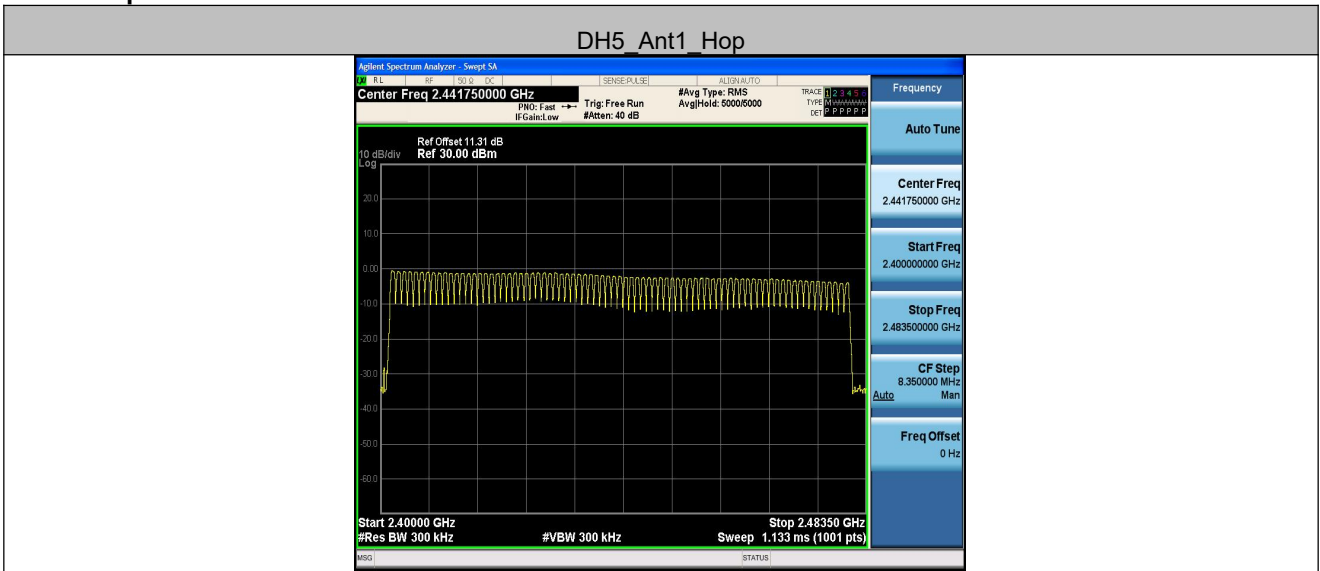 DH5_Ant1_Hop
Agilent Spectrum Analyzer - Swept SA
RL RF 50 Ω DC SENSE:PULSE ALIGN AUTO
Center Freq 2.441750000 GHz
PNO: Fast
IFGain:Low
Trig: Free Run
#Atten: 40 dB
#Avg Type: RMS
Avg|Hold: 5000/5000
TRACE 1 2 3 4 5 6
TYPE M
DET P P P P P P
Ref Offset 11.31 dB
10 dB/div Ref 30.00 dBm
Log
20.0
10.0
0.00
-10.0
-20.0
-30.0
-40.0
-50.0
-60.0
Start 2.40000 GHz Stop 2.48350 GHz
#Res BW 300 kHz #VBW 300 kHz Sweep 1.133 ms (1001 pts)
MSG STATUS
Frequency
Auto Tune
Center Freq
2.441750000 GHz
Start Freq
2.400000000 GHz
Stop Freq
2.483500000 GHz
CF Step
8.350000 MHz
Auto Man
Freq Offset
0 Hz